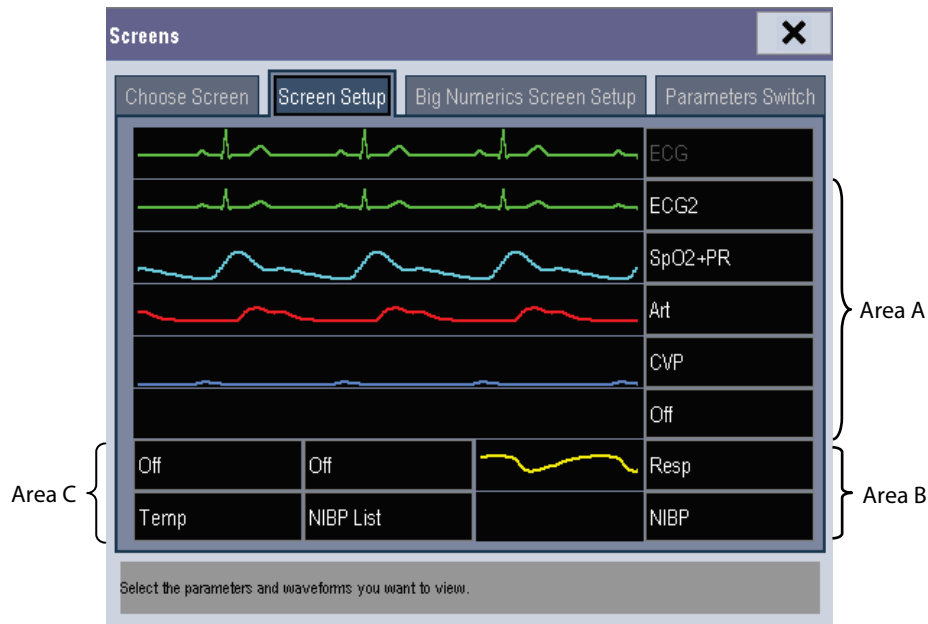 Screens
Choose Screen
Screen Setup
Big Numerics Screen Setup
Parameters Switch
ECG
ECG2
SpO2+PR
Art
Area A
CVP
Off
Off
Off
Resp
Area C
Area B
Temp
NIBP List
NIBP
Select the parameters and waveforms you want to view.